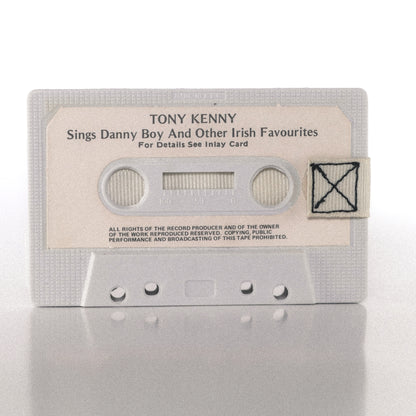 TONY KENNY
Sings Danny Boy And Other Irish Favourites
For Details See Inlay Card
ALL RIGHTS OF THE RECORD PRODUCER AND OF THE OWNER
OF THE WORK REPRODUCED RESERVED. COPYING, PUBLIC
PERFORMANCE AND BROADCASTING OF THIS TAPE PROHIBITED.